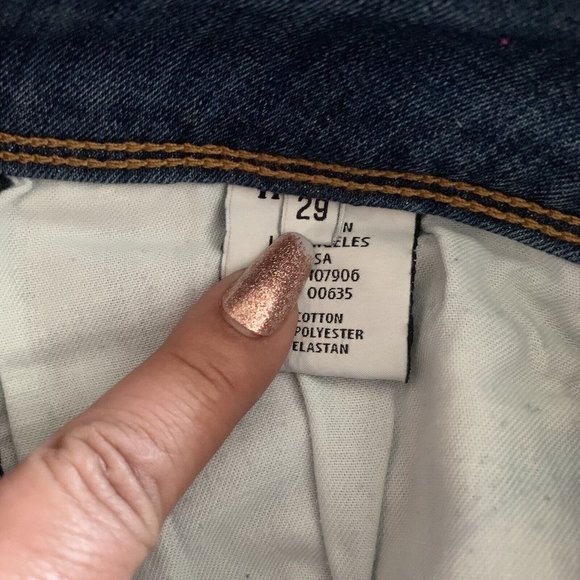 29
N
ELES
SA
107906
00635
COTTON
POLYESTER
ELASTAN